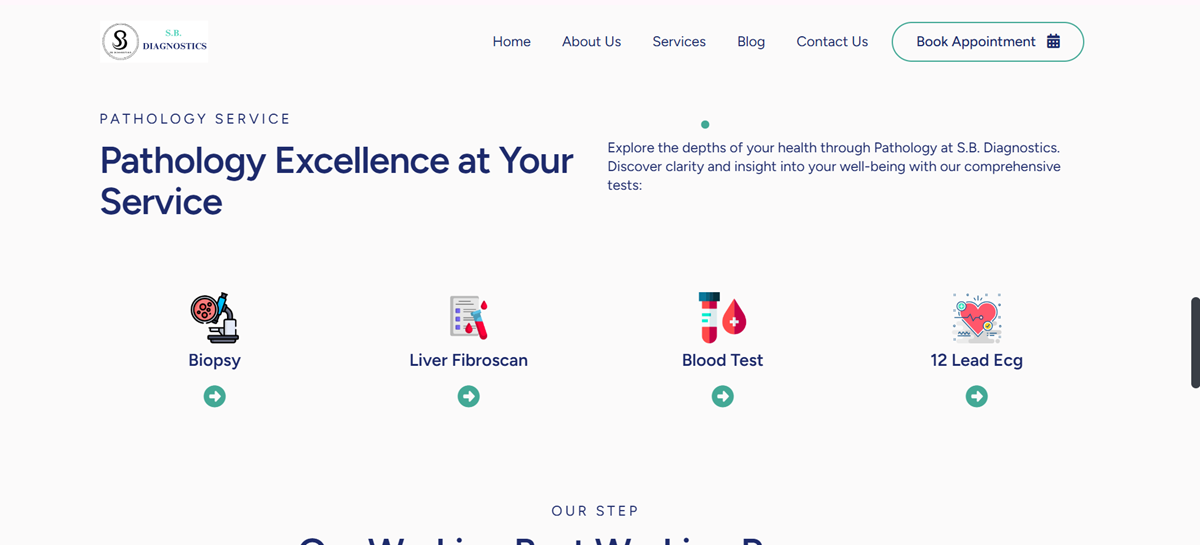 S.B.
DIAGNOSTICS
Home
About Us
Services
Blog
Contact Us
Book Appointment
PATHOLOGY SERVICE
Pathology Excellence at Your
Service
Explore the depths of your health through Pathology at S.B. Diagnostics.
Discover clarity and insight into your well-being with our comprehensive
tests:
Biopsy
Liver Fibroscan
Blood Test
12 Lead Ecg
OUR STEP